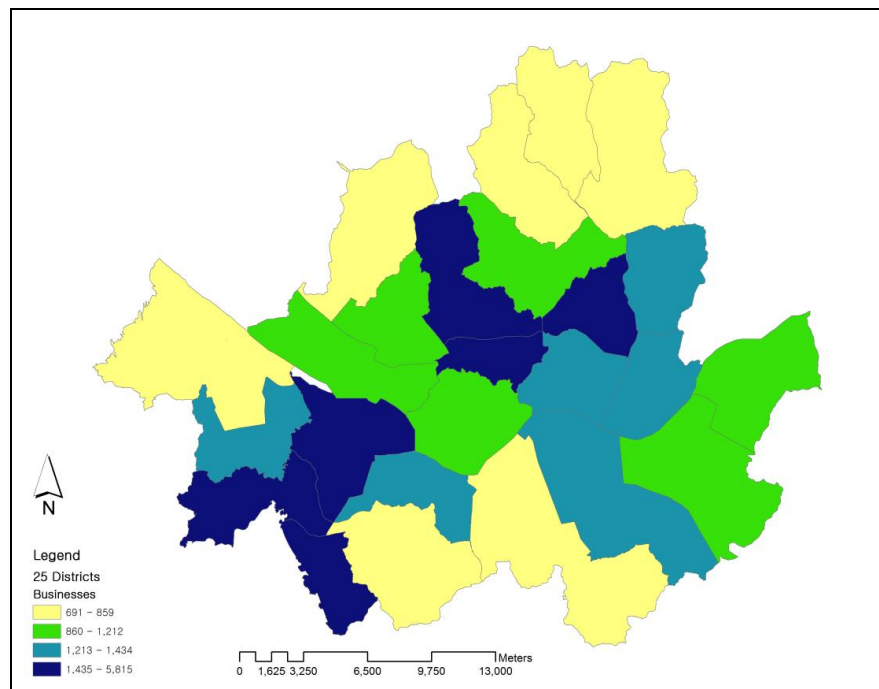 N
Legend
25 Districts
Businesses
691 - 859
860 - 1,212
1,213 - 1,434
1,435 - 5,815
Meters
0 1,625 3,250 6,500 9,750 13,000